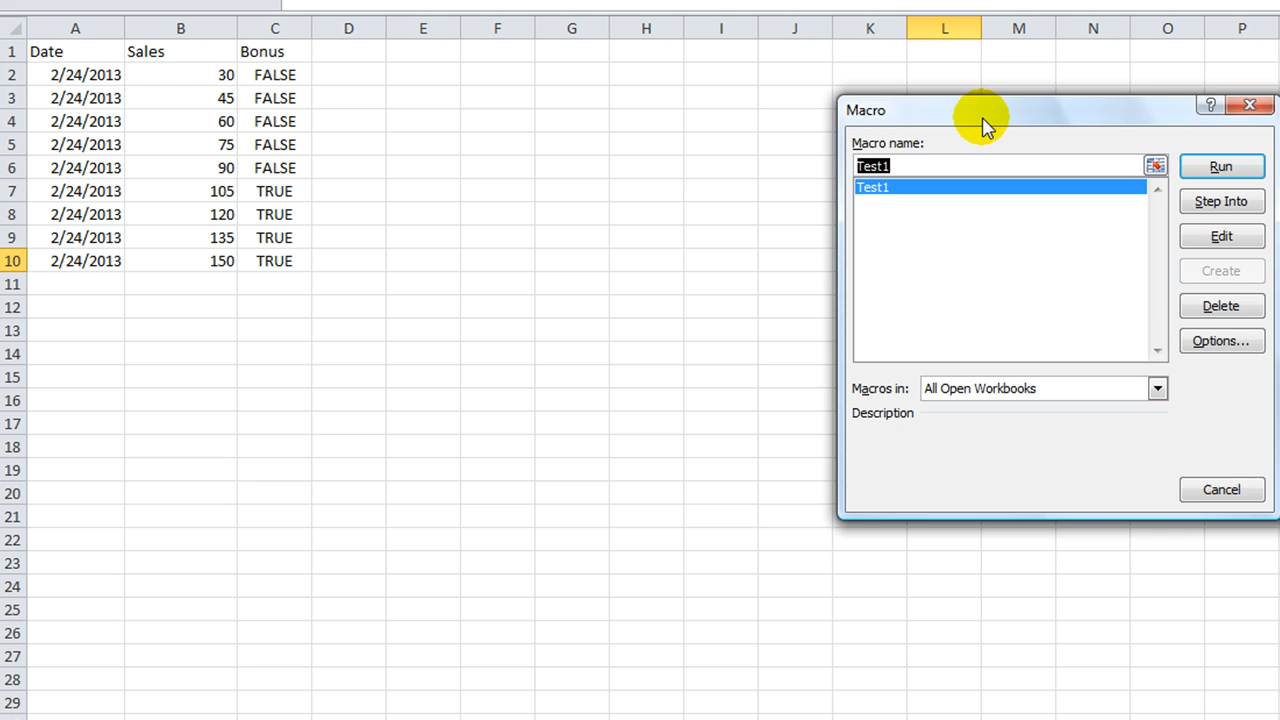 A B C D E F G H I J K L M N O P
1 Date Sales Bonus
2 2/24/2013 30 FALSE
3 2/24/2013 45 FALSE
4 2/24/2013 60 FALSE
5 2/24/2013 75 FALSE
6 2/24/2013 90 FALSE
7 2/24/2013 105 TRUE
8 2/24/2013 120 TRUE
9 2/24/2013 135 TRUE
10 2/24/2013 150 TRUE
11
12
13
14
15
16
17
18
19
20
21
22
23
24
25
26
27
28
29
Macro
?
Macro name:
Test1
Test1
Run
Step Into
Edit
Create
Delete
Options...
Macros in: All Open Workbooks
Description
Cancel